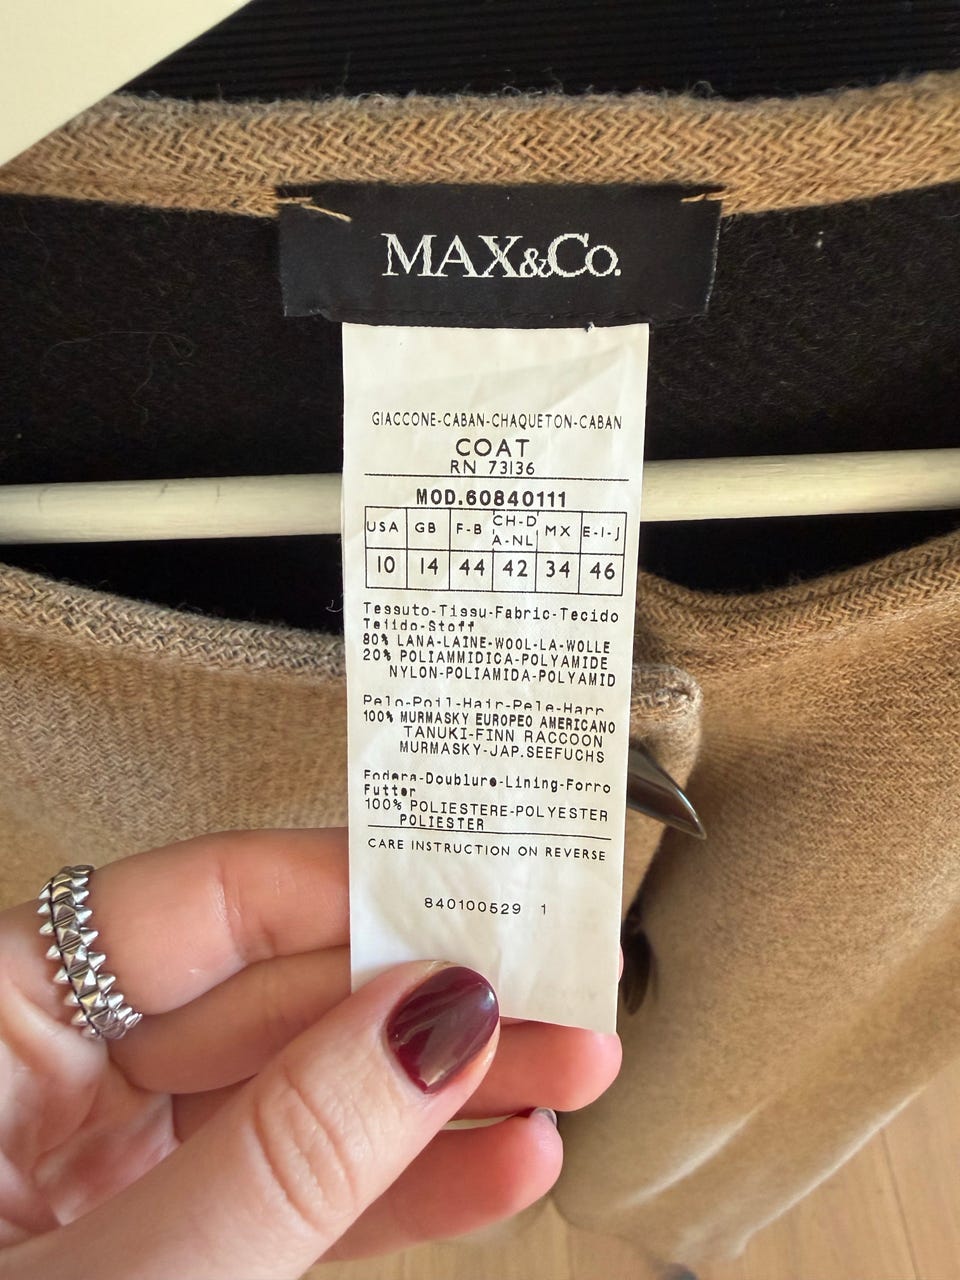 MAX&Co.
GIACCONE-CABAN-CHAQUETON-CABAN
COAT
RN 73136
MOD.60840111
USA GB F-B CH-D A-NL MX E-I-J
10 14 44 42 34 46
Tessuto-Tissu-Fabric-Tecido
Tejido-Stoff
80% LANA-LAINE-WOOL-LA-WOLLE
20% POLIAMMIDICA-POLYAMIDE
NYLON-POLIAMIDA-POLYAMID
Pelo-Poil-Hair-Pele-Harr
100% MURMASKY EUROPEO AMERICANO
TANUKI-FINN RACCOON
MURMASKY-JAP.SEEFUCHS
Fodera-Doublure-Lining-Forro
Futter
100% POLIESTERE-POLYESTER
POLIESTER
CARE INSTRUCTION ON REVERSE
840100529 1